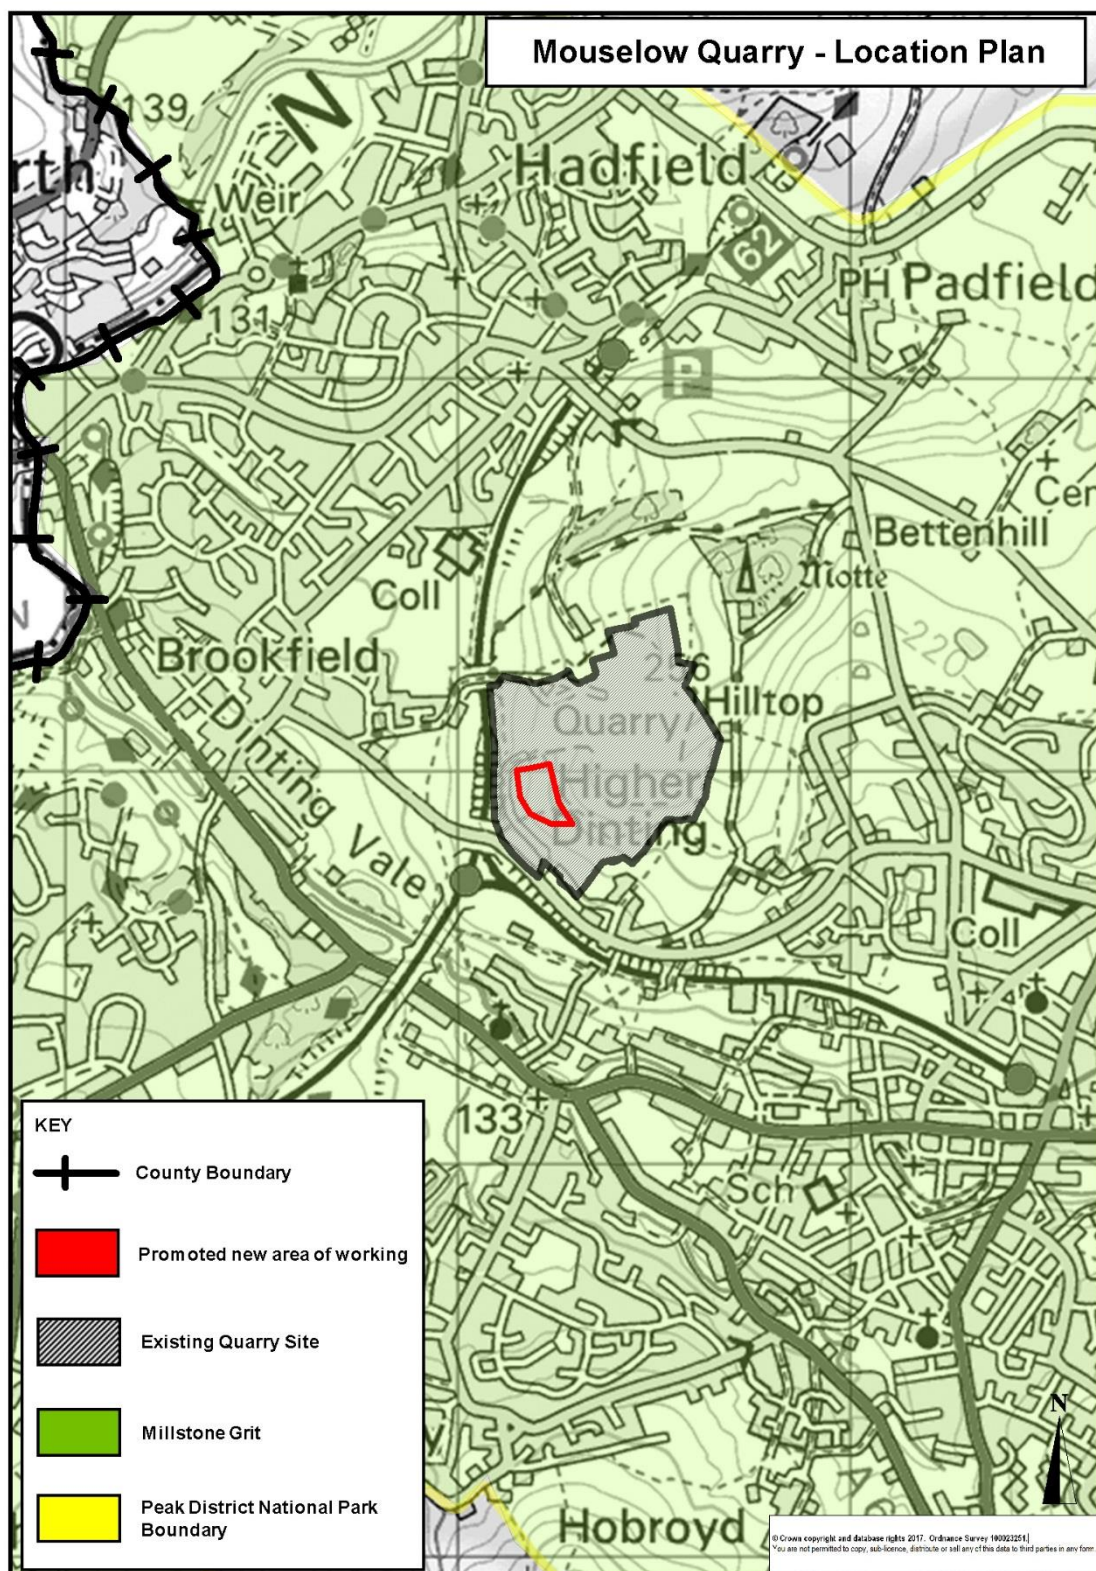 Mouselow Quarry - Location Plan
139
N
Hadfield
rth
Weir
62
PH Padfield
131
P
Cen
Bettenhill
Coll
Motte
N
Brookfield
220
256
Hilltop
Quarry
Dinting Vale
Higher
Dinting
Coll
133
Sch
Hobroyd
KEY
County Boundary
Promoted new area of working
Existing Quarry Site
Millstone Grit
Peak District National Park
Boundary
N
© Crown copyright and database rights 2017. Ordnance Survey 100023251.
You are not permitted to copy, sub-licence, distribute or sell any of this data to third parties in any form.